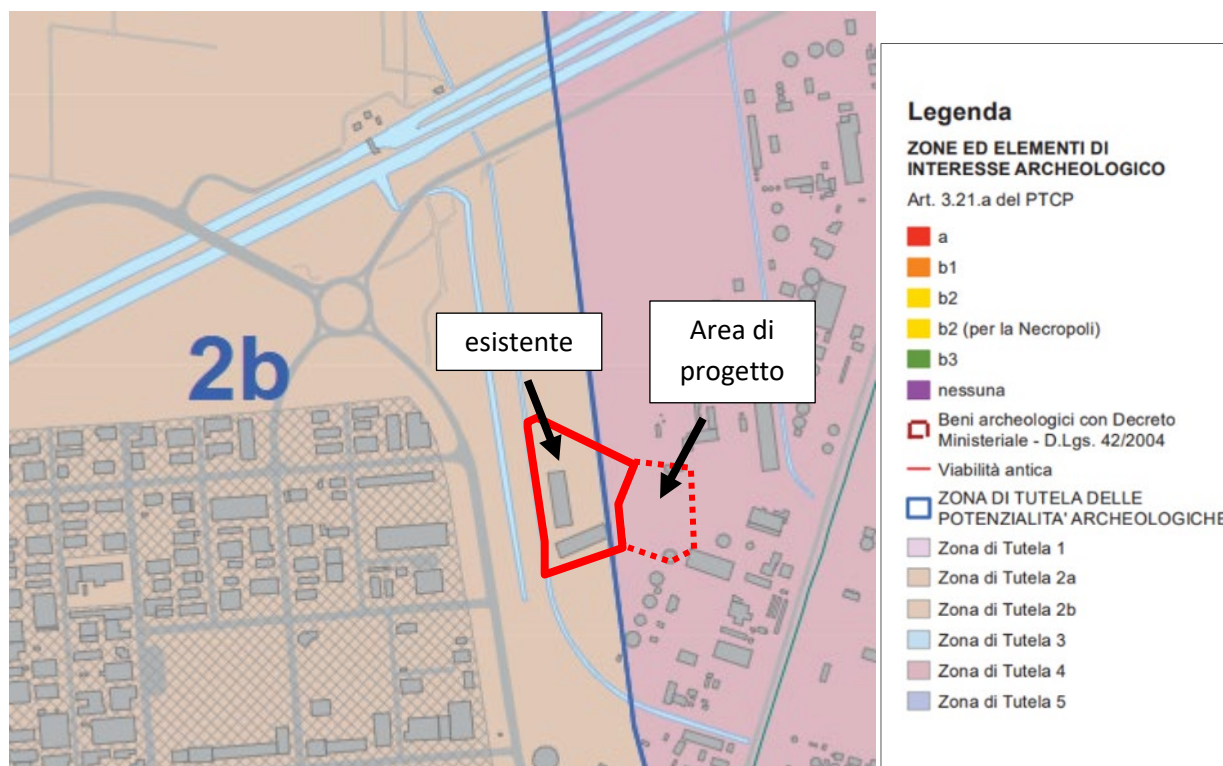 2b
esistente
Area di
progetto
Legenda
ZONE ED ELEMENTI DI
INTERESSE ARCHEOLOGICO
Art. 3.21.a del PTCP
a
b1
b2
b2 (per la Necropoli)
b3
nessuna
Beni archeologici con Decreto
Ministeriale - D.Lgs. 42/2004
Viabilità antica
ZONA DI TUTELA DELLE
POTENZIALITA' ARCHEOLOGICHE
Zona di Tutela 1
Zona di Tutela 2a
Zona di Tutela 2b
Zona di Tutela 3
Zona di Tutela 4
Zona di Tutela 5